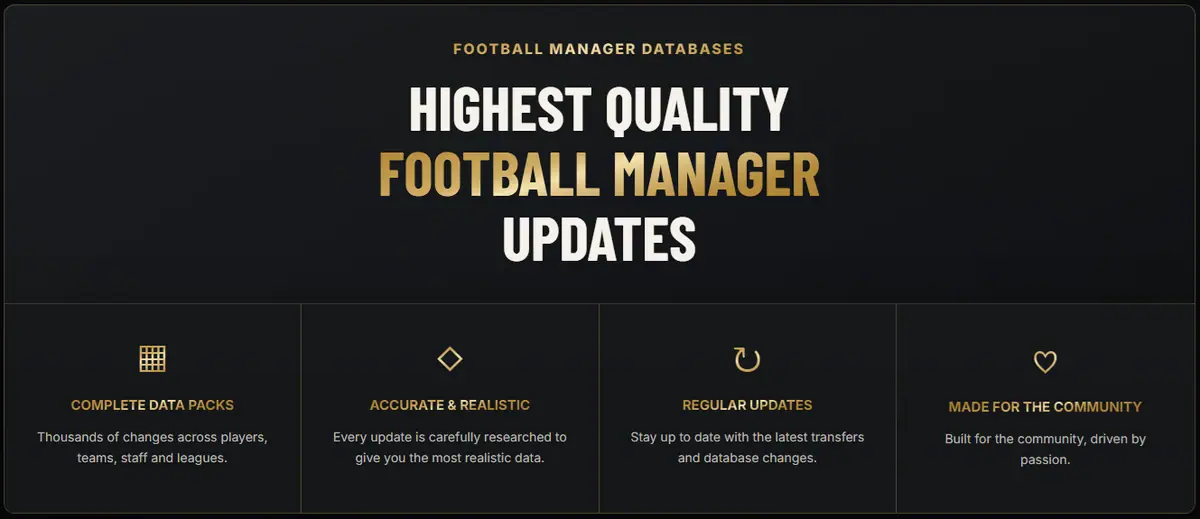 FOOTBALL MANAGER DATABASES
HIGHEST QUALITY
FOOTBALL MANAGER
UPDATES
COMPLETE DATA PACKS
Thousands of changes across players,
teams, staff and leagues.
ACCURATE & REALISTIC
Every update is carefully researched to
give you the most realistic data.
REGULAR UPDATES
Stay up to date with the latest transfers
and database changes.
MADE FOR THE COMMUNITY
Built for the community, driven by
passion.